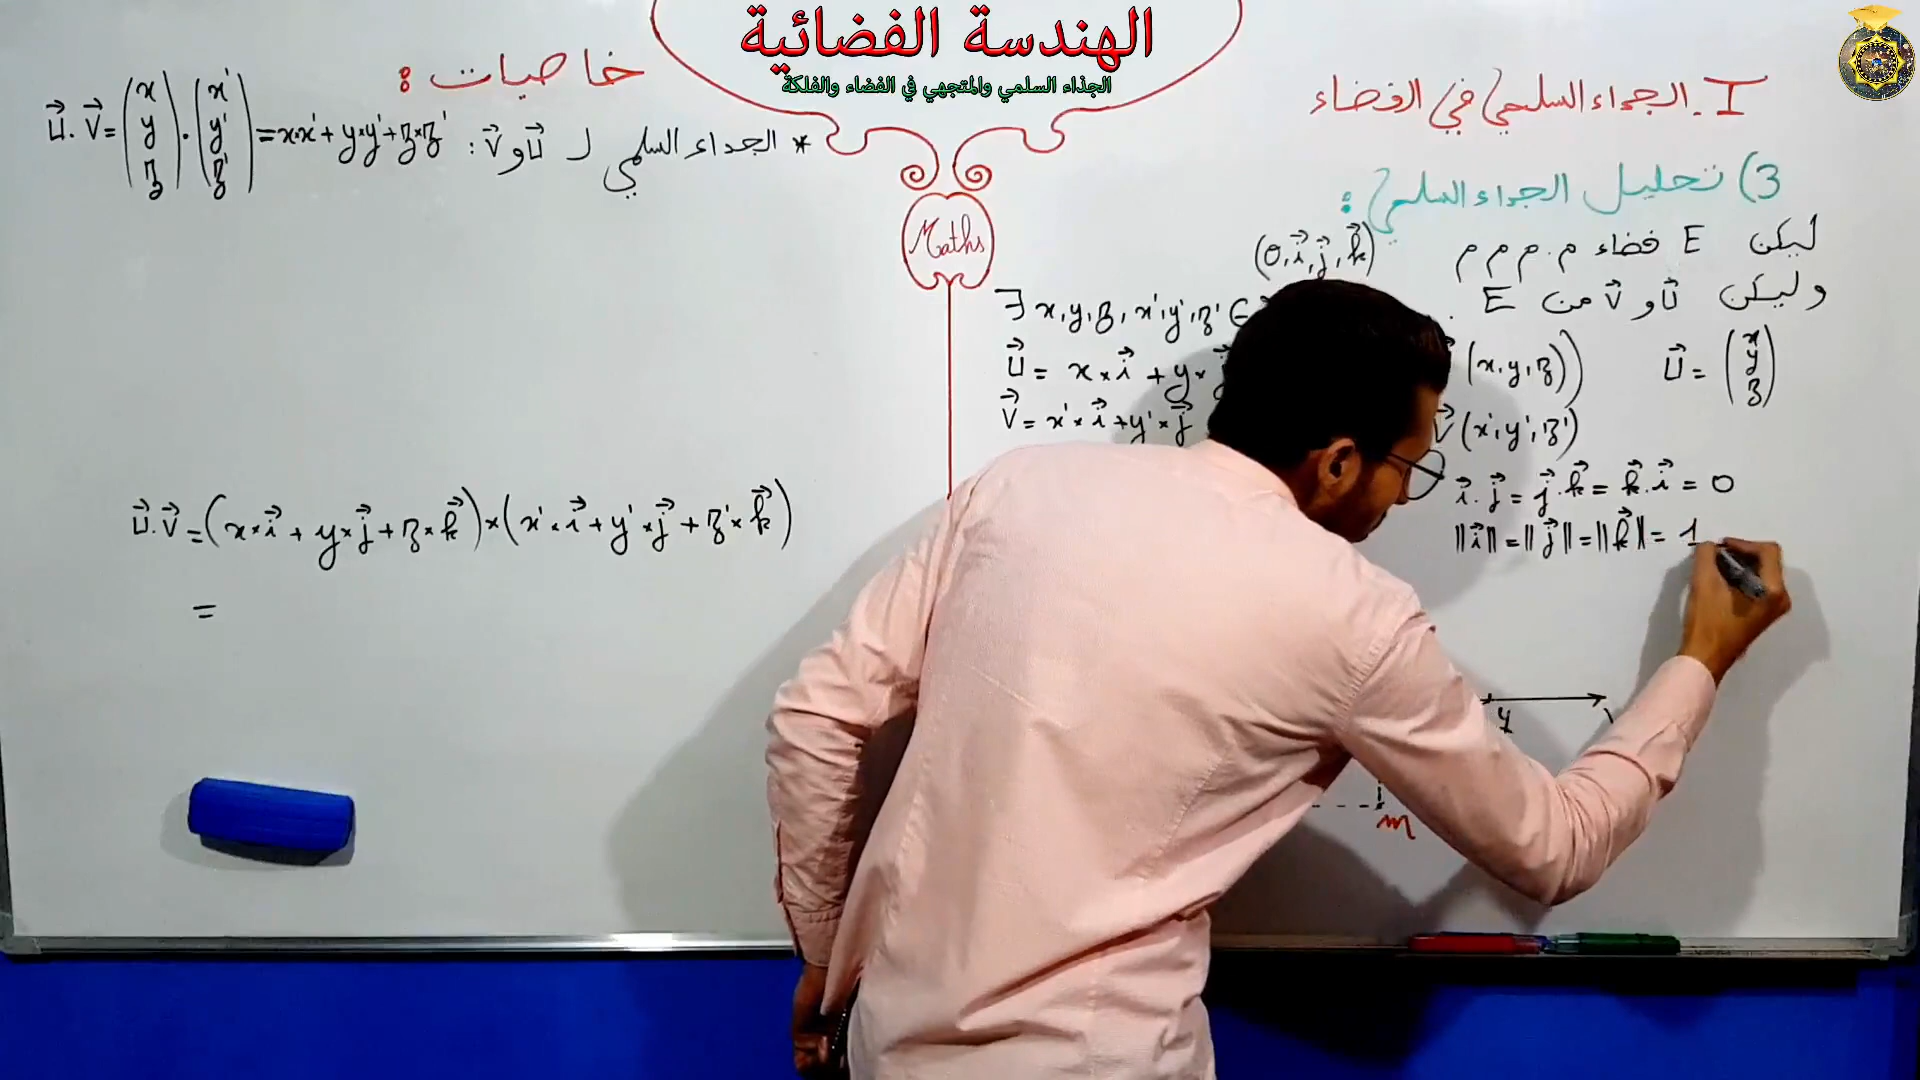 الهندسة الفضائية
الجذاء السلمي والمتجهي في الفضاء والفلكة
Maths
I. الجداء السلمي في الفضاء
3) تحليل الجداء السلمي :
ليكن E فضاء م.م.م.م (O, i⃗, j⃗, k⃗)
وليكن U⃗ و V⃗ من E .
∃ x, y, z, x', y', z' ∈
(x, y, z)) U⃗ = (x y z)
U⃗ = x × i⃗ + y ×
V⃗ (x', y', z')
V⃗ = x' × i⃗ + y' × j⃗
i⃗ . j⃗ = j⃗ . k⃗ = k⃗ . i⃗ = 0
||i⃗|| = ||j⃗|| = ||k⃗|| = 1
y
m
خاصيات :
* الجداء السلمي لـ U⃗ و V⃗ : U⃗ . V⃗ = (x y z) . (x' y' z') = x×x' + y×y' + z×z'
U⃗ . V⃗ = (x × i⃗ + y × j⃗ + z × k⃗) × (x' × i⃗ + y' × j⃗ + z' × k⃗)
=